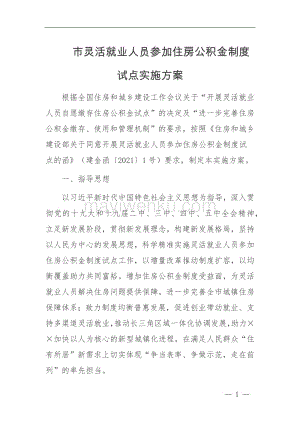 市灵活就业人员参加住房公积金制度
试点实施方案
根据全国住房和城乡建设工作会议关于“开展灵活就业
人员自愿缴存住房公积金试点”的决定及“进一步完善住房
公积金缴存、使用和管理机制”的要求，按照《住房和城乡
建设部关于同意开展灵活就业人员参加住房公积金制度试
点的函》（建金函〔2021〕1号）要求，制定本实施方案。
一、指导思想
以习近平新时代中国特色社会主义思想为指导，深入贯
彻党的十九大和十九届二中、三中、四中、五中全会精神，
立足新发展阶段，贯彻新发展理念，构建新发展格局，坚持
以人民为中心的发展思想，科学精准实施灵活就业人员参加
住房公积金制度试点工作，以增量改革推动制度扩容，以均
衡覆盖助力共同富裕。增加住房公积金制度受益面，为灵活
就业人员解决住房问题提供保障，进一步完善全市城镇住房
保障体系；致力制度均衡普惠发展，促进创业带动就业、支
持多渠道灵活就业，推动长三角区域一体化协调发展，助力×
×加快以人为核心的新型城镇化进程，在满足人民群众“住
有所居”新需求上切实体现“争当表率、争做示范、走在前
列”的率先担当。
— 1 —